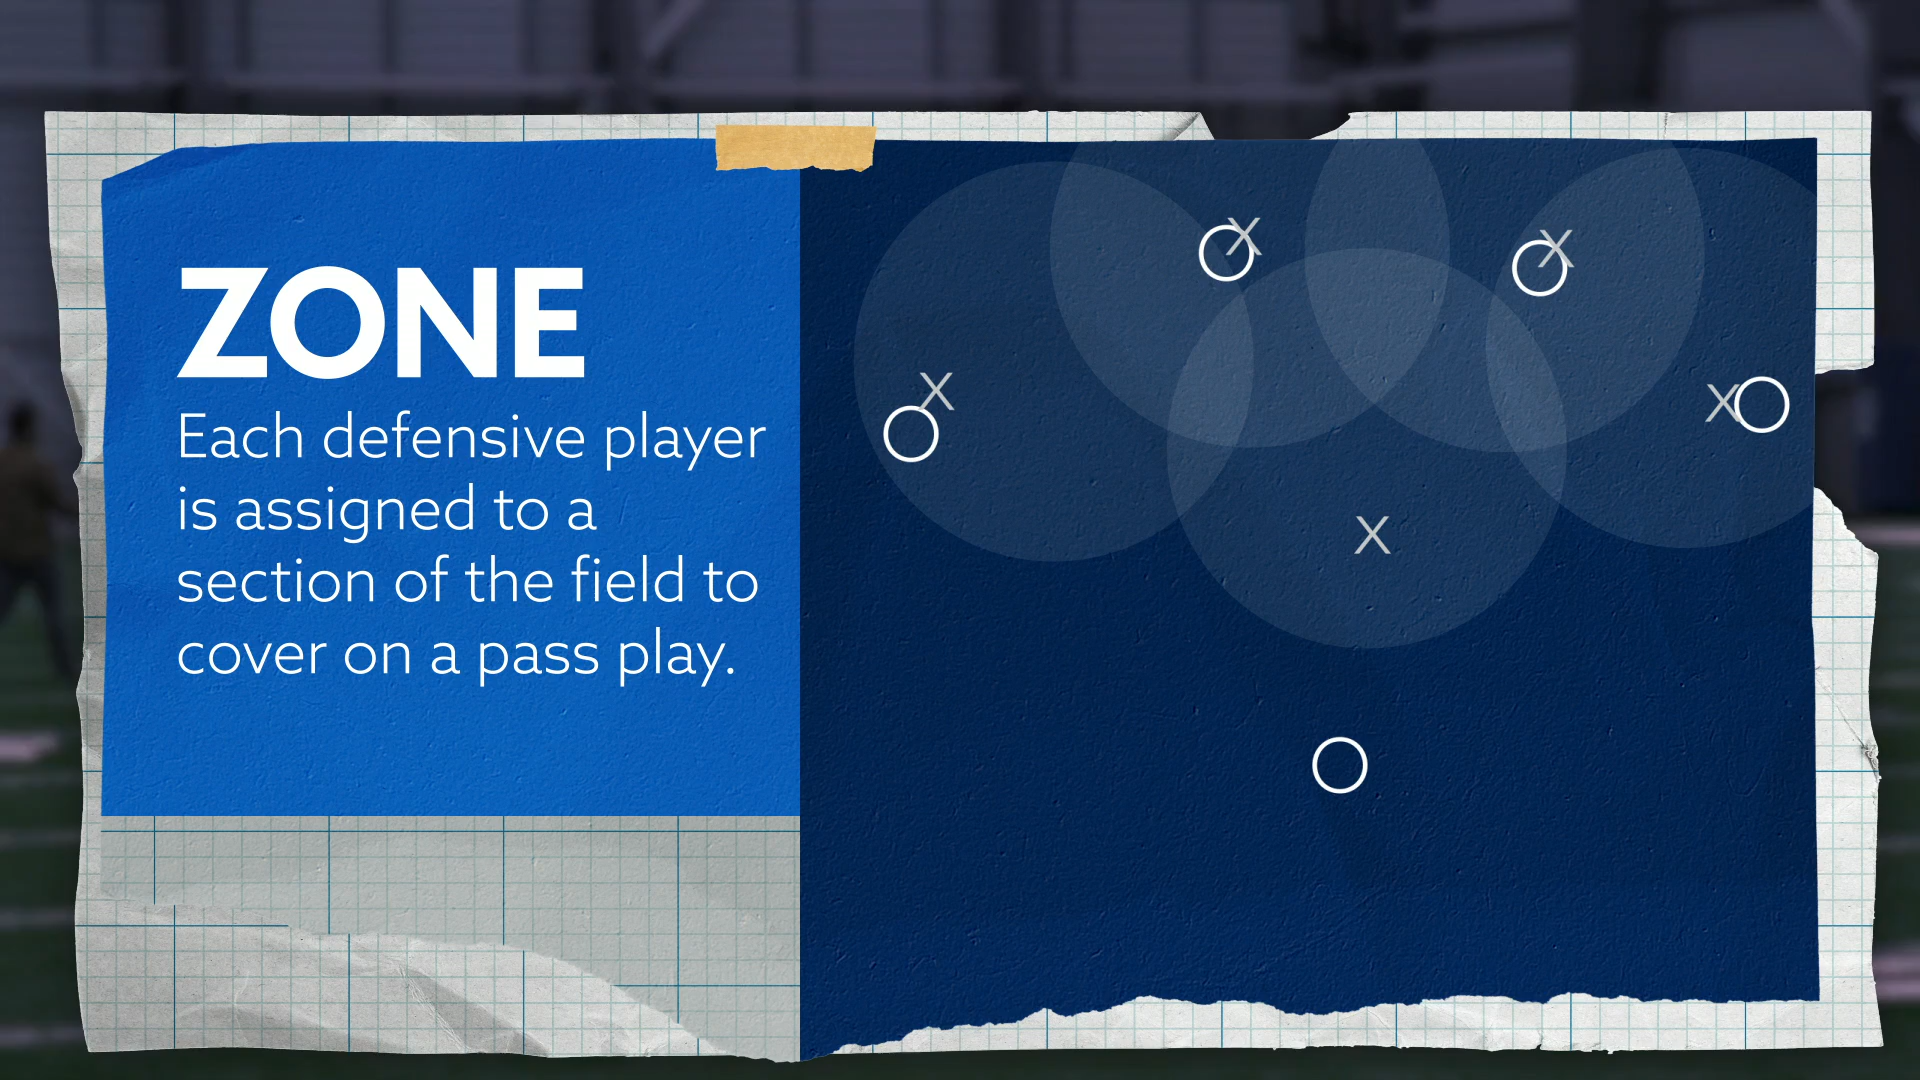 ZONE
Each defensive player
is assigned to a
section of the field to
cover on a pass play.
X
X
X
X
X